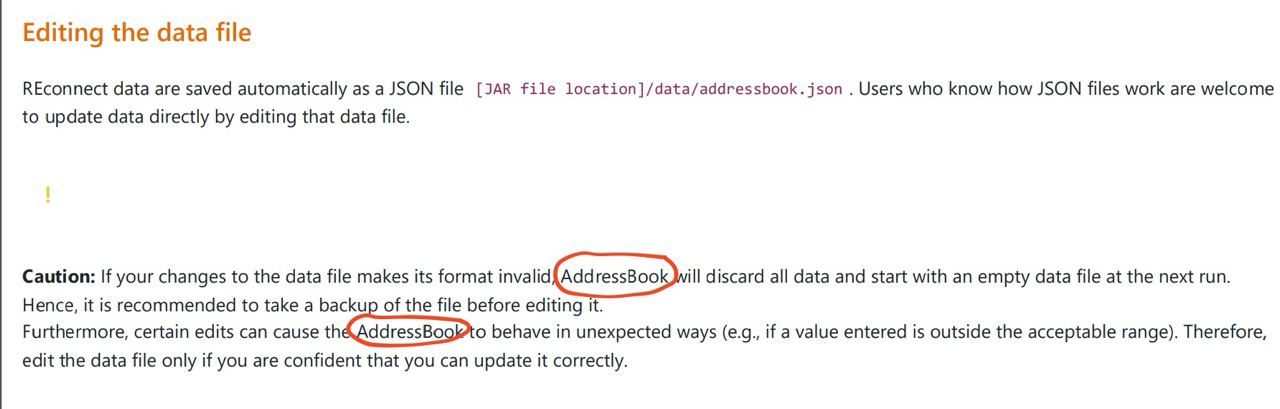 Editing the data file
REconnect data are saved automatically as a JSON file [JAR file location]/data/addressbook.json . Users who know how JSON files work are welcome
to update data directly by editing that data file.
!
Caution: If your changes to the data file makes its format invalid, AddressBook will discard all data and start with an empty data file at the next run.
Hence, it is recommended to take a backup of the file before editing it.
Furthermore, certain edits can cause the AddressBook to behave in unexpected ways (e.g., if a value entered is outside the acceptable range). Therefore,
edit the data file only if you are confident that you can update it correctly.